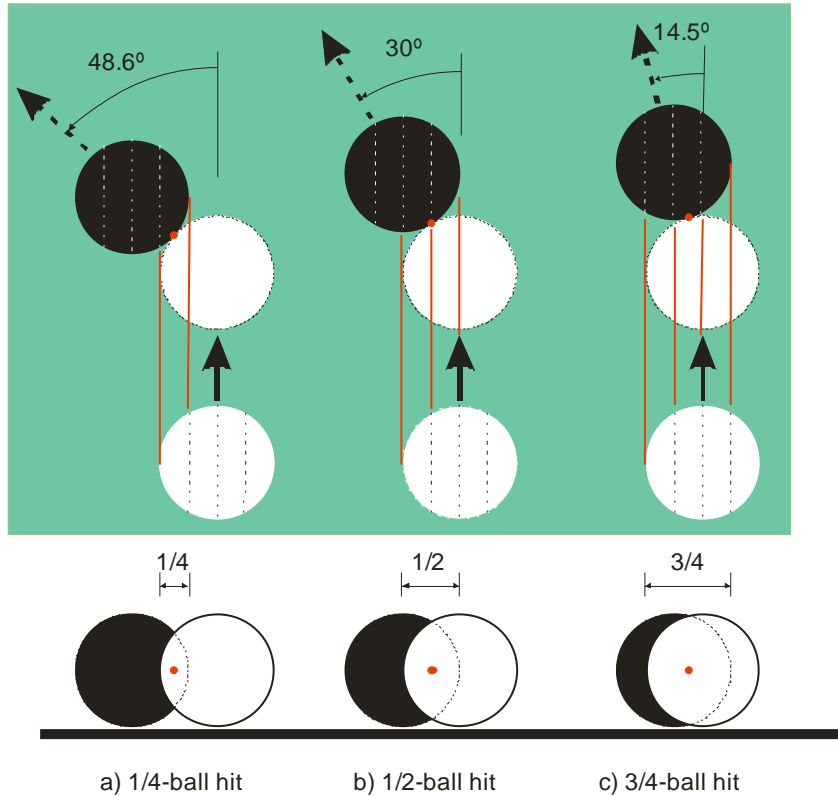 48.6º 30º 14.5º
1/4 1/2 3/4
a) 1/4-ball hit b) 1/2-ball hit c) 3/4-ball hit